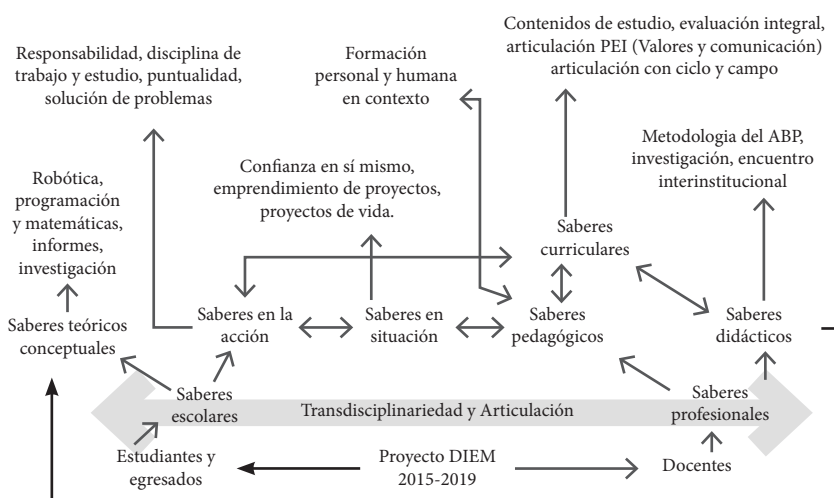 Responsabilidad, disciplina de
trabajo y estudio, puntualidad,
solución de problemas
Formación
personal y humana
en contexto
Contenidos de estudio, evaluación integral,
articulación PEI (Valores y comunicación)
articulación con ciclo y campo
Metodologia del ABP,
investigación, encuentro
interinstitucional
Robótica,
programación
y matemáticas,
informes,
investigación
Confianza en sí mismo,
emprendimiento de proyectos,
proyectos de vida.
Saberes
curriculares
Saberes teóricos
conceptuales
Saberes en la
acción
Saberes en
situación
Saberes
pedagógicos
Saberes
didácticos
Saberes
escolares
Transdisciplinariedad y Articulación
Saberes
profesionales
Estudiantes y
egresados
Proyecto DIEM
2015-2019
Docentes